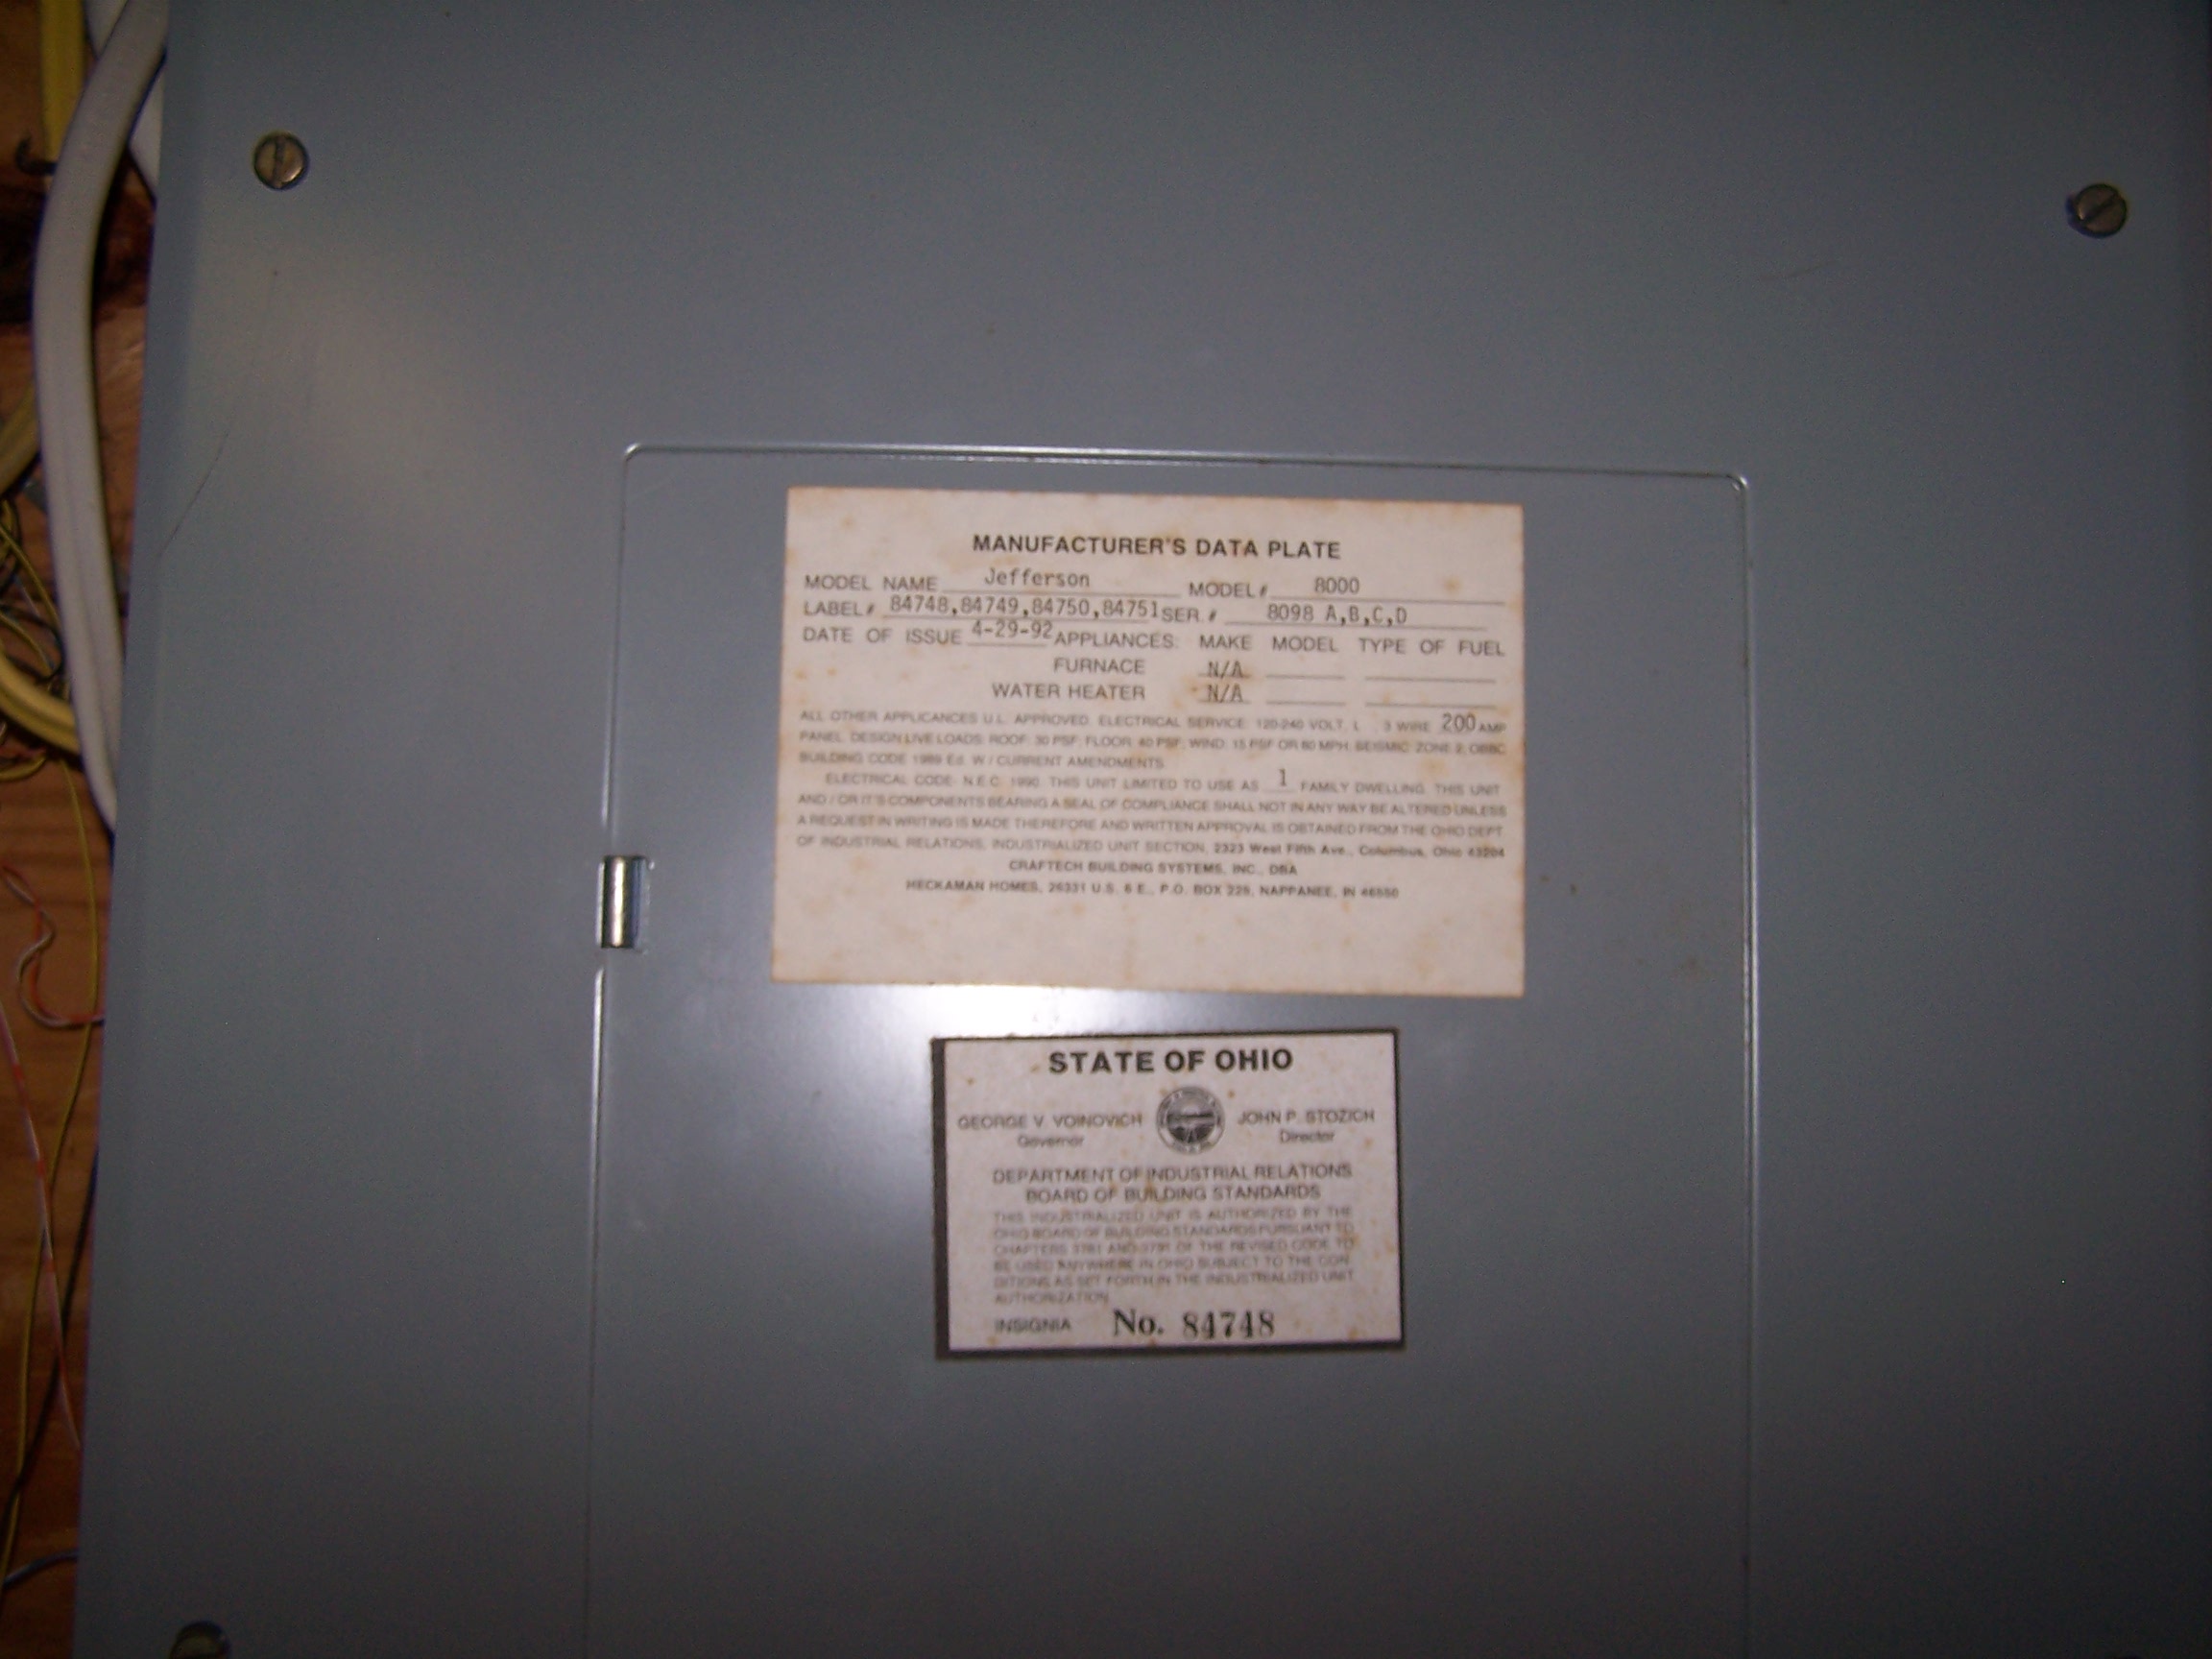 MANUFACTURER'S DATA PLATE
MODEL NAME Jefferson MODEL# 8000
LABEL# 84748,84749,84750,84751 SER # 8098 A,B,C,D
DATE OF ISSUE 4-29-92 APPLIANCES: MAKE MODEL TYPE OF FUEL
FURNACE N/A
WATER HEATER N/A
ALL OTHER APPLICANCES U.L. APPROVED. ELECTRICAL SERVICE: 120-240 VOLT, 3 WIRE 200 AMP
PANEL. DESIGN LIVE LOADS: ROOF: 30 PSF; FLOOR: 40 PSF; WIND: 15 PSF OR 80 MPH. SEISMIC: ZONE 2; OBBC
BUILDING CODE 1989 Ed. W / CURRENT AMENDMENTS
ELECTRICAL CODE: N.E.C. 1990. THIS UNIT LIMITED TO USE AS 1 FAMILY DWELLING. THIS UNIT
AND / OR IT'S COMPONENTS BEARING A SEAL OF COMPLIANCE SHALL NOT IN ANY WAY BE ALTERED UNLESS
A REQUEST IN WRITING IS MADE THEREFORE AND WRITTEN APPROVAL IS OBTAINED FROM THE OHIO DEPT.
OF INDUSTRIAL RELATIONS, INDUSTRIALIZED UNIT SECTION, 2323 West Fifth Ave., Columbus, Ohio 43204
CRAFTECH BUILDING SYSTEMS, INC., DBA
HECKAMAN HOMES, 26331 U.S. 6 E., P.O. BOX 229, NAPPANEE, IN 46550
STATE OF OHIO
GEORGE V. VOINOVICH JOHN P. STOZICH
Governor Director
DEPARTMENT OF INDUSTRIAL RELATIONS
BOARD OF BUILDING STANDARDS
THIS INDUSTRIALIZED UNIT IS AUTHORIZED BY THE
OHIO BOARD OF BUILDING STANDARDS PURSUANT TO
CHAPTERS 3781 AND 3791 OF THE REVISED CODE TO
BE USED ANYWHERE IN OHIO SUBJECT TO THE CON-
DITIONS AS SET FORTH IN THE INDUSTRIALIZED UNIT
AUTHORIZATION.
INSIGNIA No. 84748